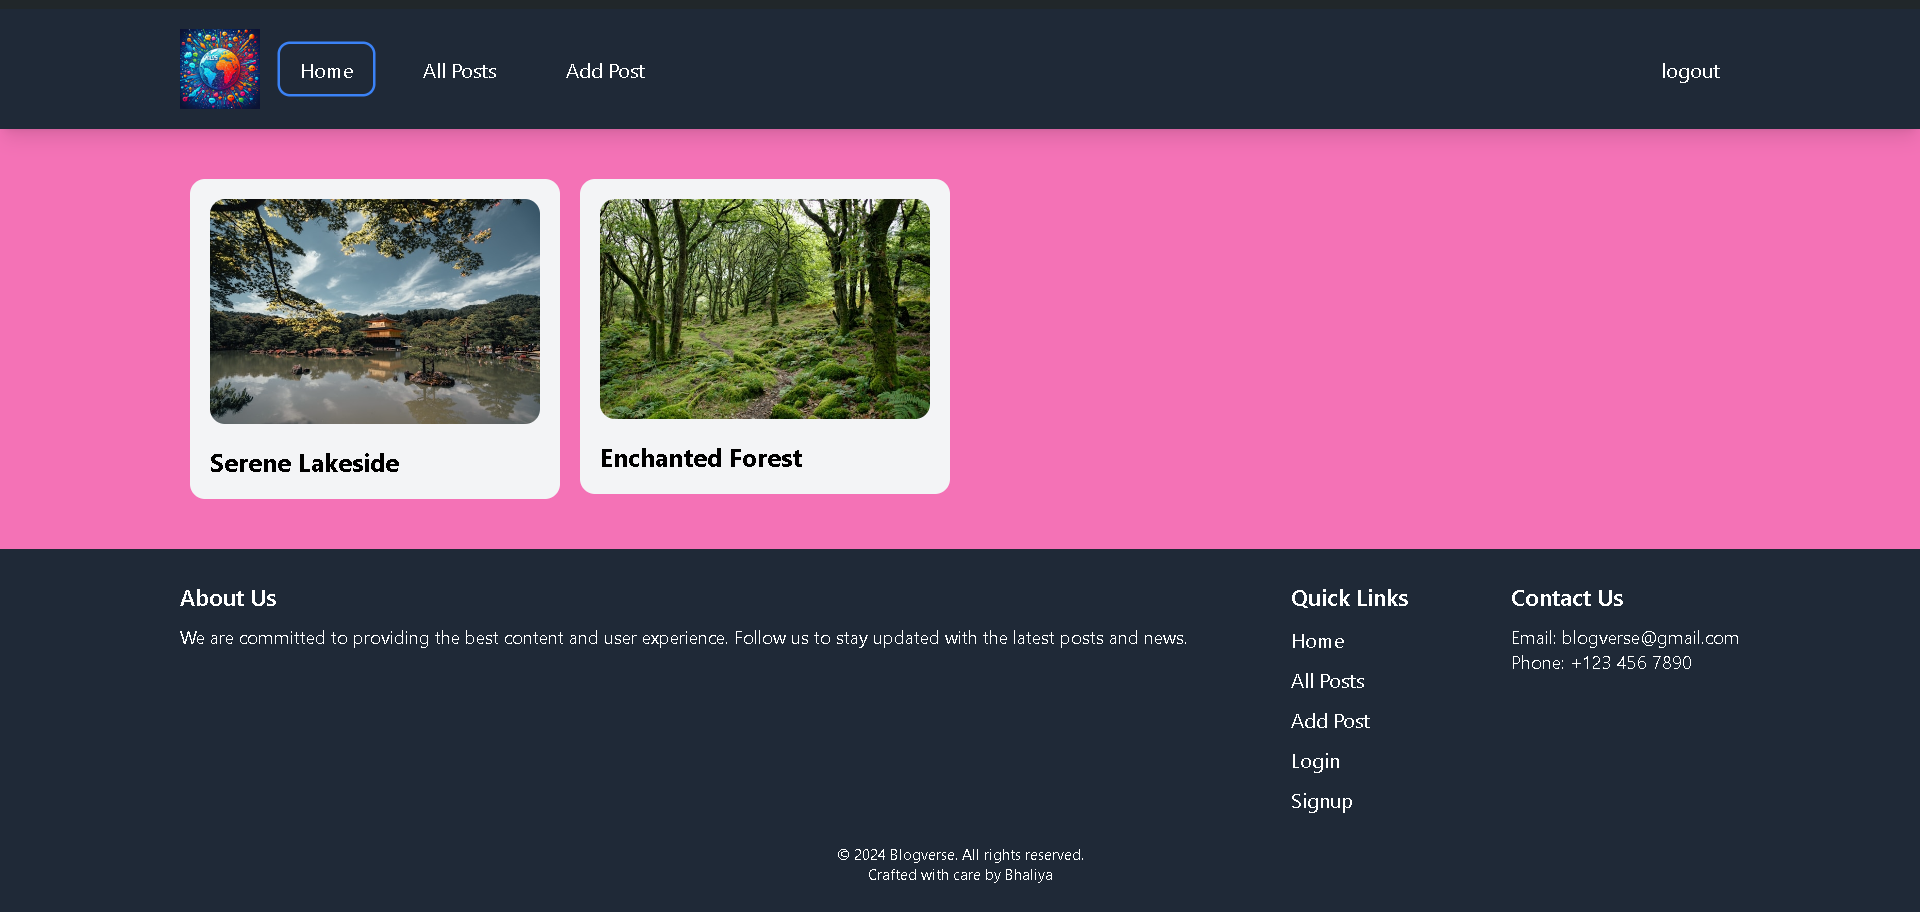 Home
All Posts
Add Post
logout
Serene Lakeside
Enchanted Forest
About Us
We are committed to providing the best content and user experience. Follow us to stay updated with the latest posts and news.
Quick Links
Home
All Posts
Add Post
Login
Signup
Contact Us
Email: blogverse@gmail.com
Phone: +123 456 7890
© 2024 Blogverse. All rights reserved.
Crafted with care by Bhaliya